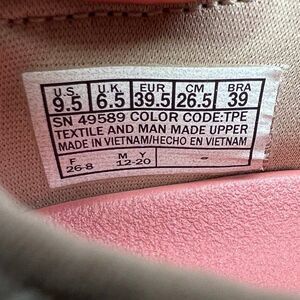 U.S. U.K. EUR CM BRA
9.5 6.5 39.5 26.5 39
SN 49589 COLOR CODE:TPE
TEXTILE AND MAN MADE UPPER
MADE IN VIETNAM/HECHO EN VIETNAM
F M Y
26-8 12-20